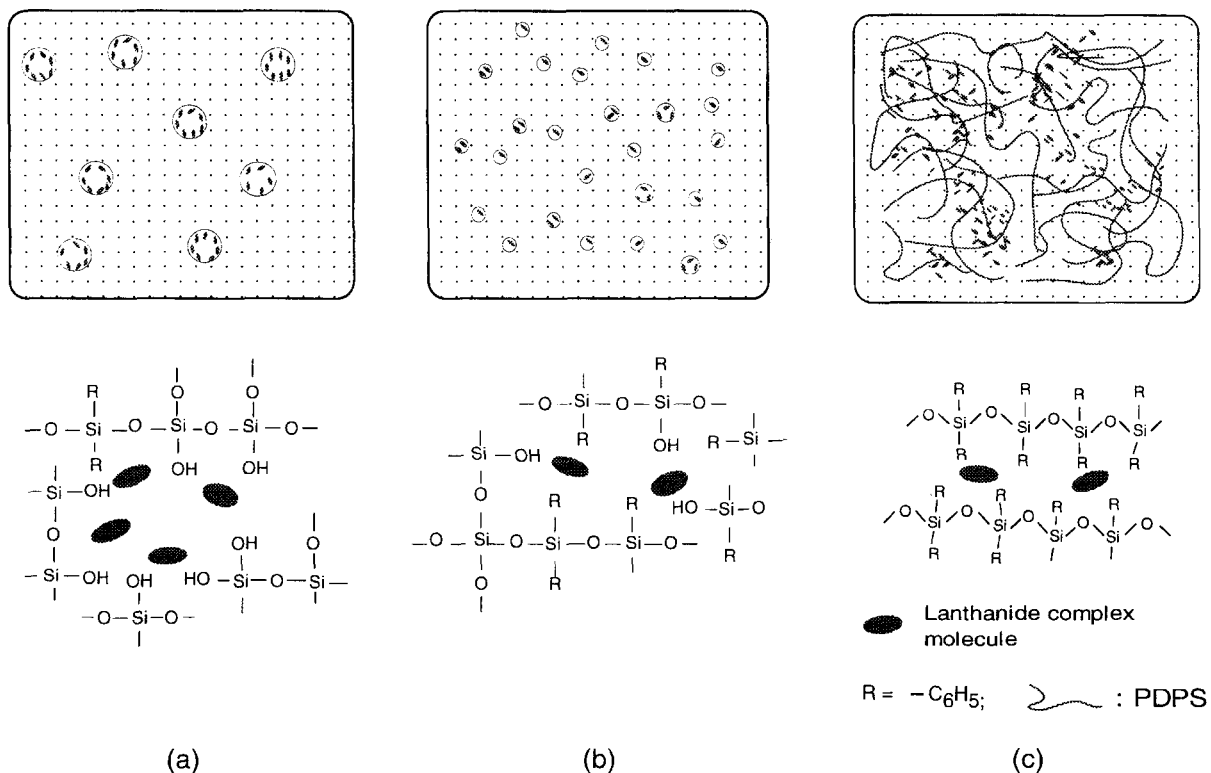 R O O
—O—Si—O—Si—O—Si—O—
R OH OH
—Si—OH
O OH O
—Si—OH OH HO—Si—O—Si—
—O—Si—O—
R R
—O—Si—O—Si—O—
R OH R—Si—
—Si—OH
O R R HO—Si—O
—O—Si—O—Si—O—Si—O—
O R R R
R R R R
—O Si O Si O Si O Si—
R R R R
R R R R
—O Si O Si O Si O Si O—
R R
Lanthanide complex
molecule
R = –C₆H₅; : PDPS
(a) (b) (c)